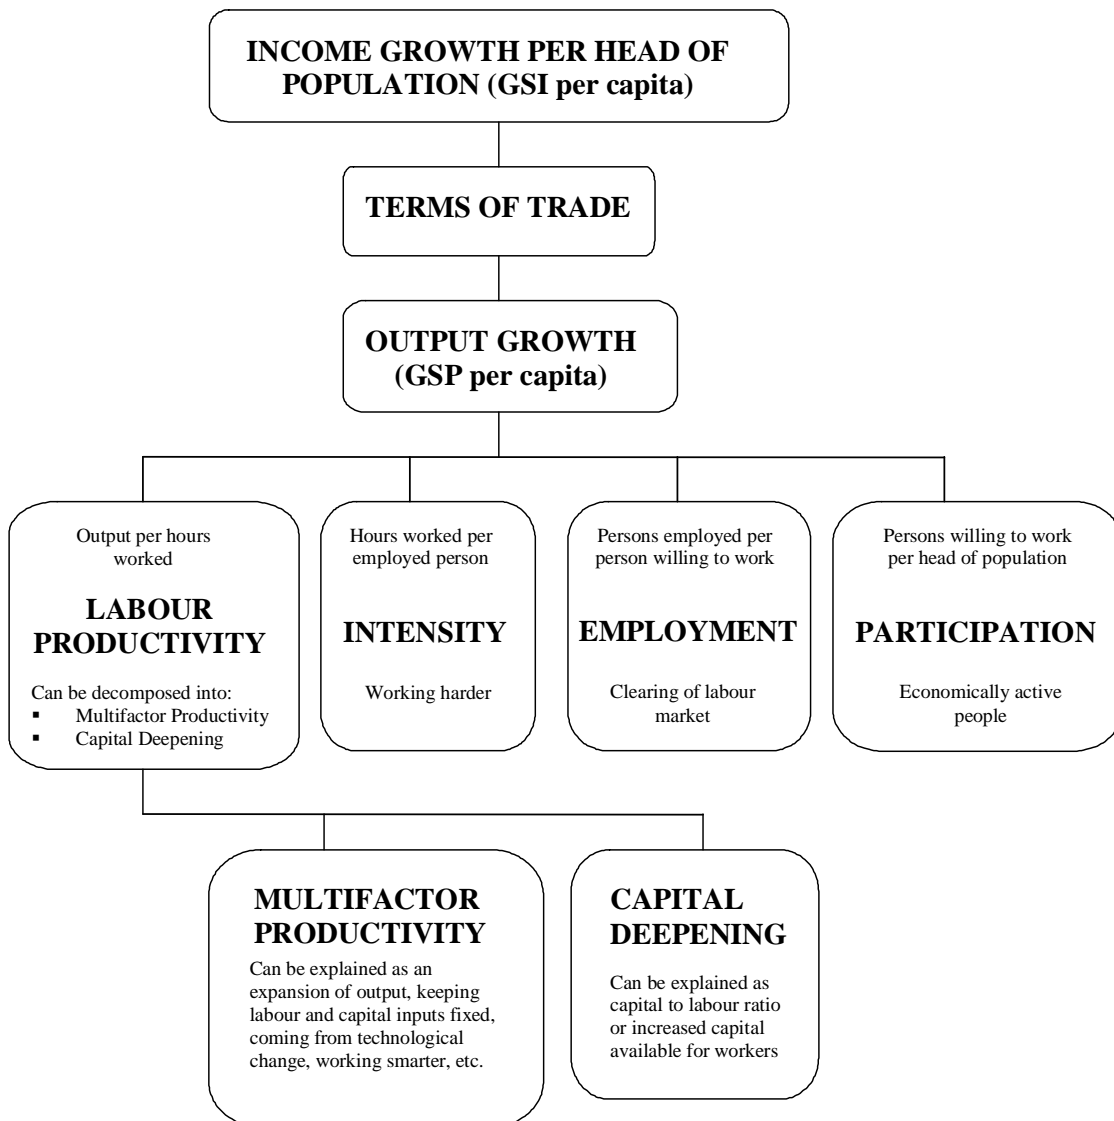 INCOME GROWTH PER HEAD OF
POPULATION (GSI per capita)
TERMS OF TRADE
OUTPUT GROWTH
(GSP per capita)
Output per hours
worked
LABOUR
PRODUCTIVITY
Can be decomposed into:
▪ Multifactor Productivity
▪ Capital Deepening
Hours worked per
employed person
INTENSITY
Working harder
Persons employed per
person willing to work
EMPLOYMENT
Clearing of labour
market
Persons willing to work
per head of population
PARTICIPATION
Economically active
people
MULTIFACTOR
PRODUCTIVITY
Can be explained as an
expansion of output, keeping
labour and capital inputs fixed,
coming from technological
change, working smarter, etc.
CAPITAL
DEEPENING
Can be explained as
capital to labour ratio
or increased capital
available for workers